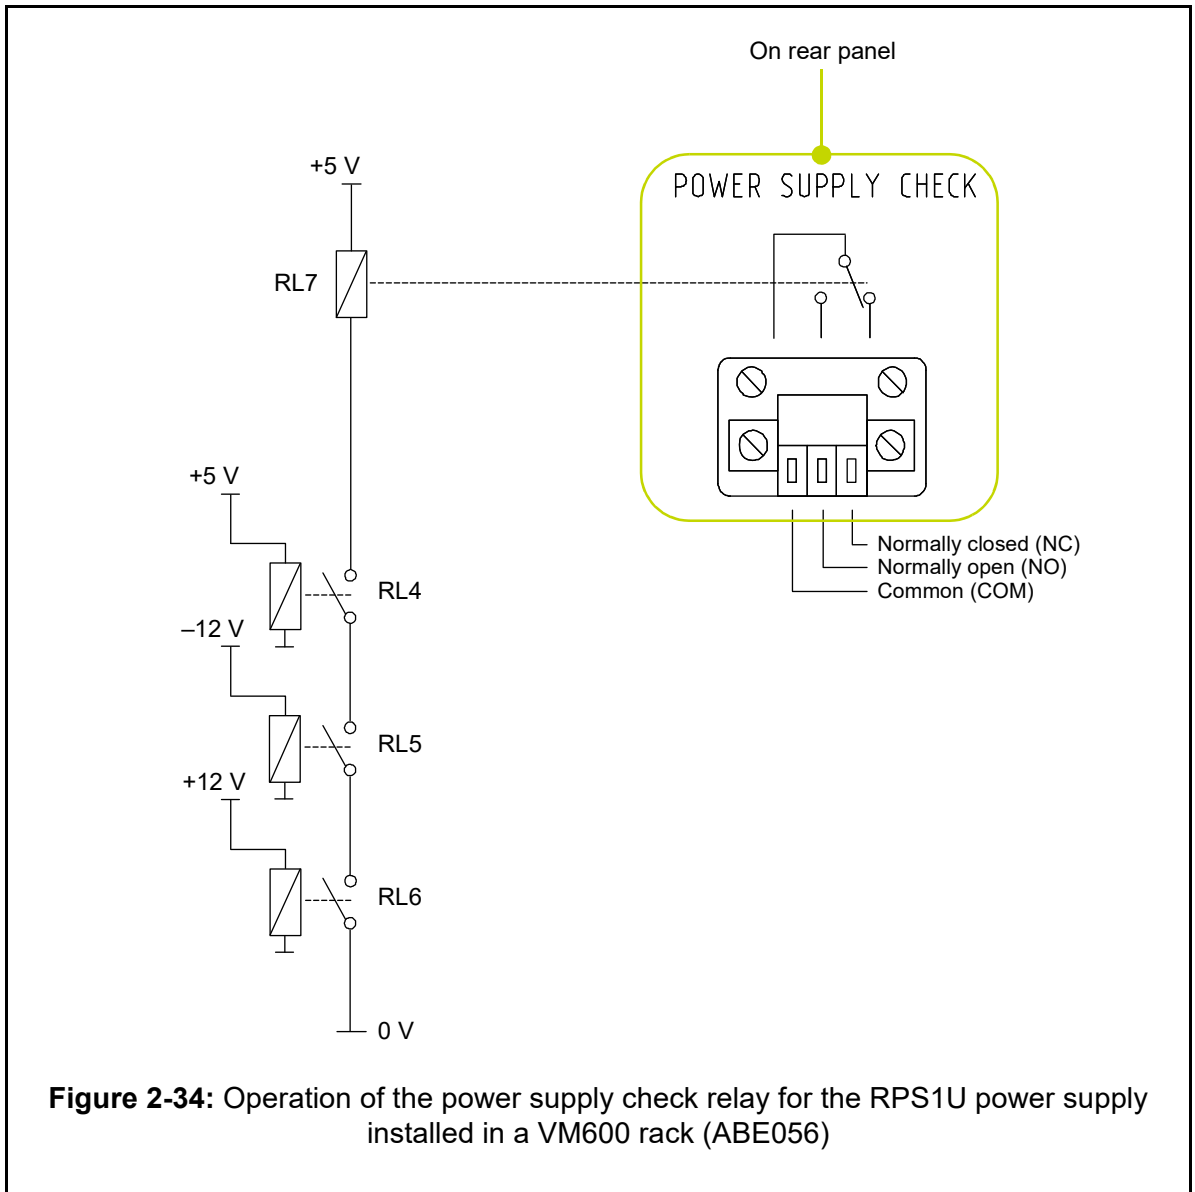 On rear panel
+5 V
POWER SUPPLY CHECK
RL7
+5 V
Normally closed (NC)
Normally open (NO)
Common (COM)
RL4
–12 V
RL5
+12 V
RL6
0 V
Figure 2-34: Operation of the power supply check relay for the RPS1U power supply
installed in a VM600 rack (ABE056)